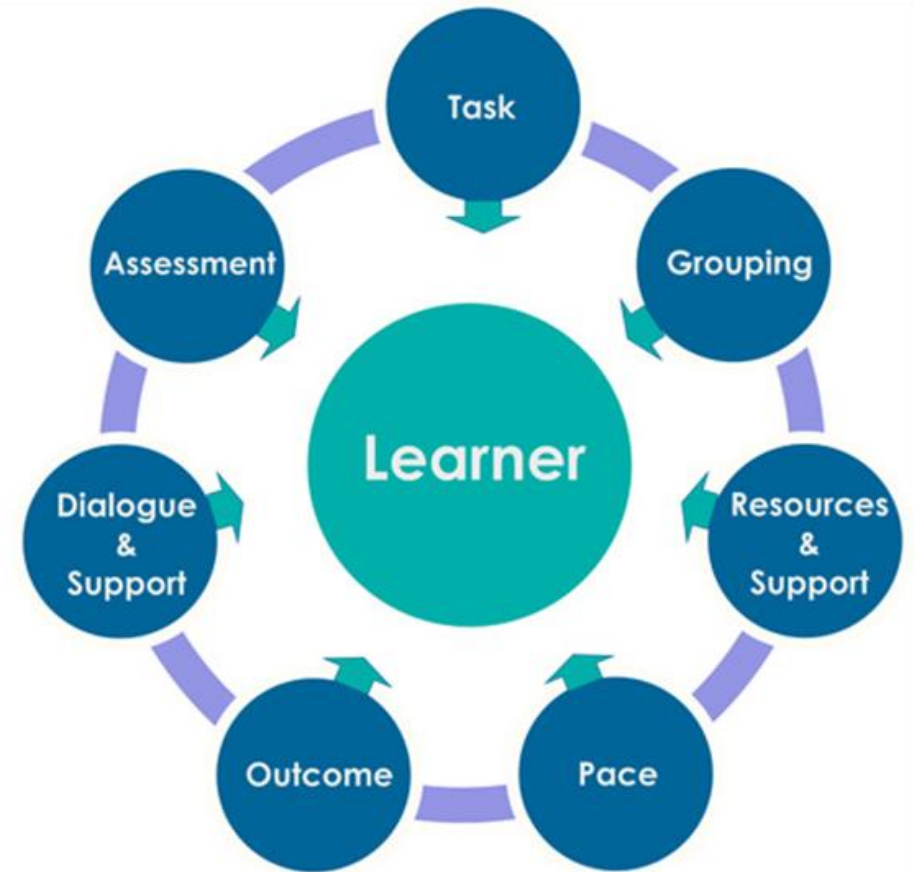 Task
Grouping
Resources
&
Support
Pace
Outcome
Dialogue
&
Support
Assessment
Learner